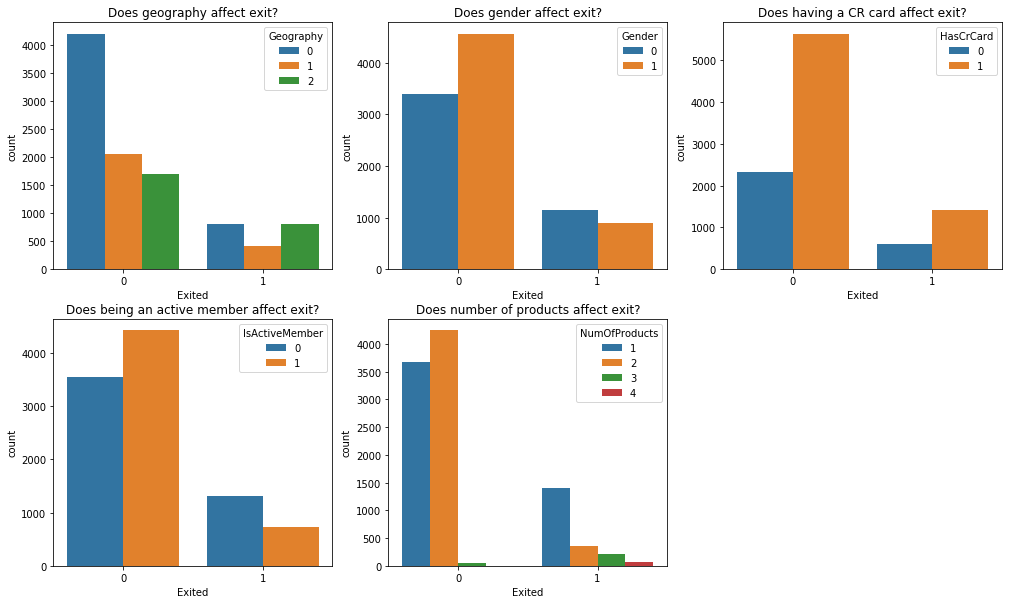 Does geography affect exit?
Geography
0
1
2
4000
3500
3000
2500
2000
1500
1000
500
0
count
0
1
Exited
Does gender affect exit?
Gender
0
1
4000
3000
2000
1000
0
count
0
1
Exited
Does having a CR card affect exit?
HasCrCard
0
1
5000
4000
3000
2000
1000
0
count
0
1
Exited
Does being an active member affect exit?
IsActiveMember
0
1
4000
3000
2000
1000
0
count
0
1
Exited
Does number of products affect exit?
NumOfProducts
1
2
3
4
4000
3500
3000
2500
2000
1500
1000
500
0
count
0
1
Exited